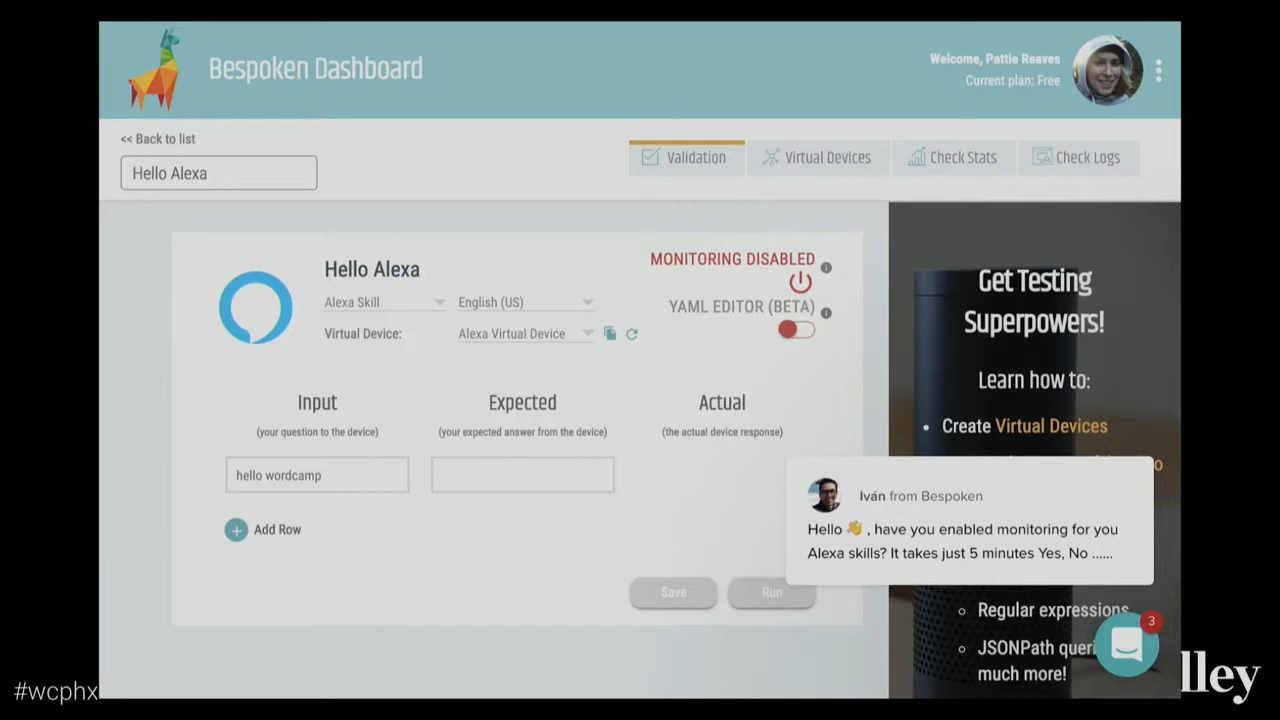 Bespoken Dashboard
Welcome, Pattie Reaves
Current plan: Free
<< Back to list
Hello Alexa
Validation
Virtual Devices
Check Stats
Check Logs
Hello Alexa
Alexa Skill
English (US)
Virtual Device:
Alexa Virtual Device
MONITORING DISABLED
YAML EDITOR (BETA)
Input
(your question to the device)
Expected
(your expected answer from the device)
Actual
(the actual device response)
hello wordcamp
+ Add Row
Save
Run
Get Testing
Superpowers!
Learn how to:
• Create Virtual Devices
Iván from Bespoken
Hello 👋 , have you enabled monitoring for you
Alexa skills? It takes just 5 minutes Yes, No ......
Regular expressions
JSONPath queri
much more!
3
#wcphx
lley